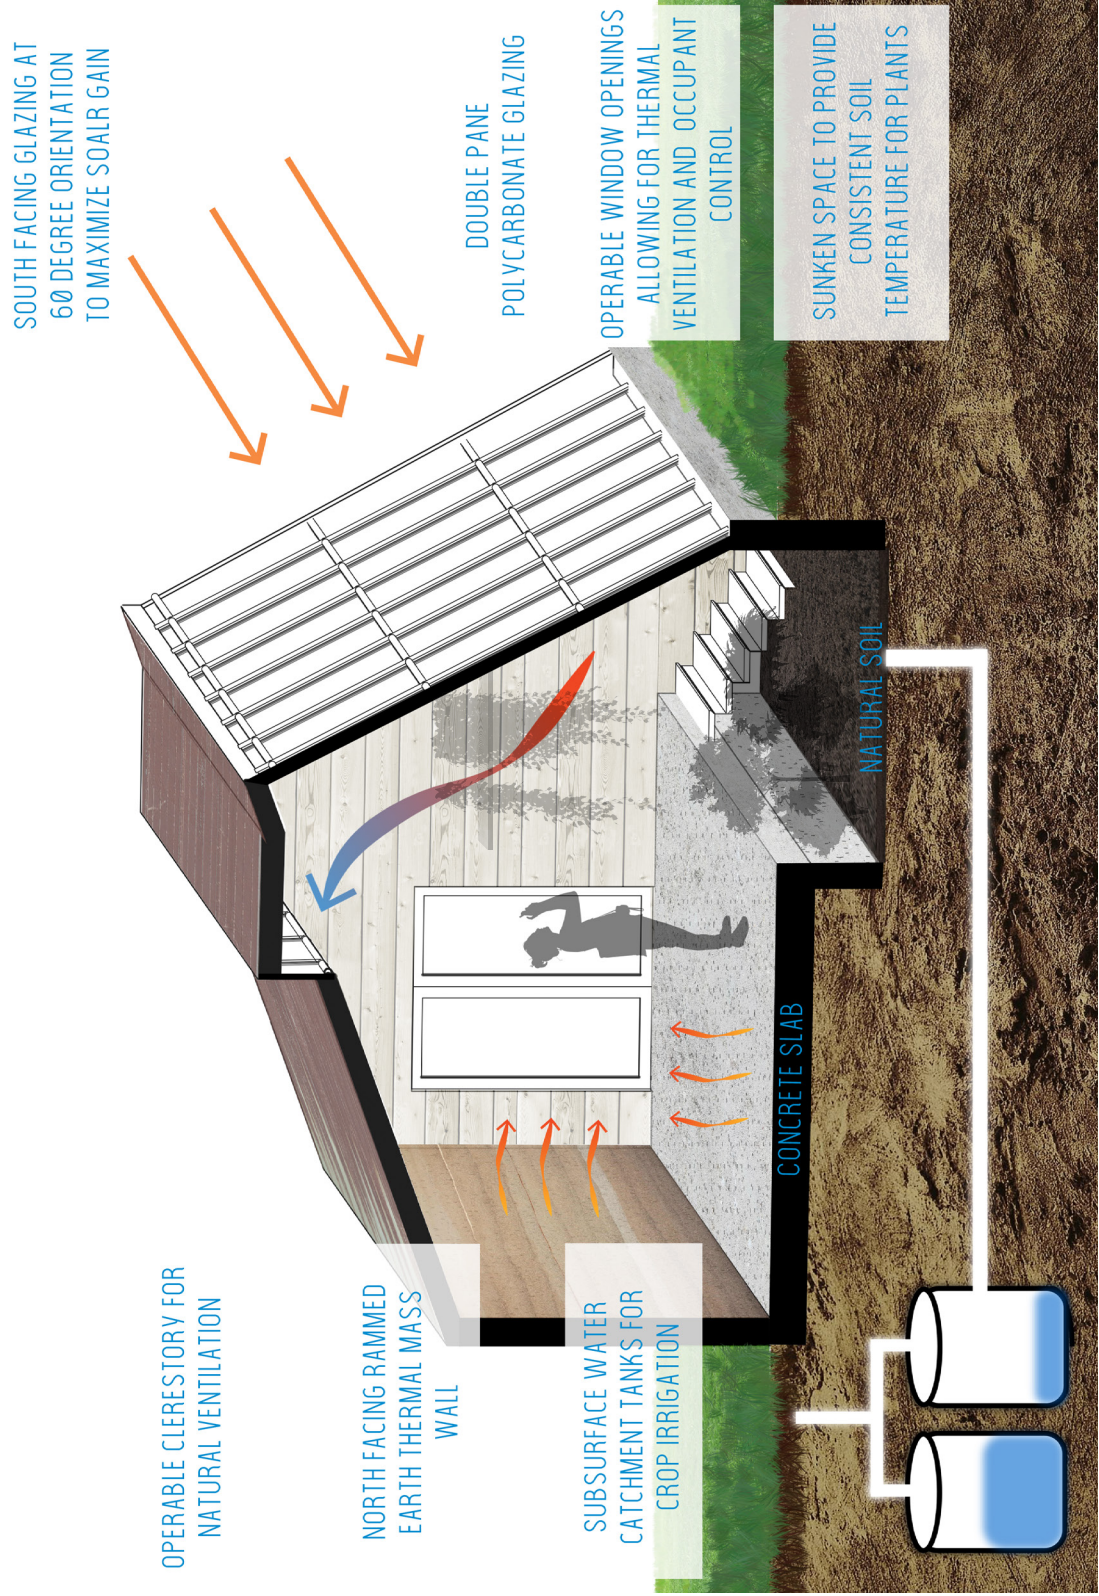 OPERABLE CLERESTORY FOR
NATURAL VENTILATION
NORTH FACING RAMMED
EARTH THERMAL MASS
WALL
SUBSURFACE WATER
CATCHMENT TANKS FOR
CROP IRRIGATION
CONCRETE SLAB
NATURAL SOIL
SOUTH FACING GLAZING AT
60 DEGREE ORIENTATION
TO MAXIMIZE SOALR GAIN
DOUBLE PANE
POLYCARBONATE GLAZING
OPERABLE WINDOW OPENINGS
ALLOWING FOR THERMAL
VENTILATION AND OCCUPANT
CONTROL
SUNKEN SPACE TO PROVIDE
CONSISTENT SOIL
TEMPERATURE FOR PLANTS